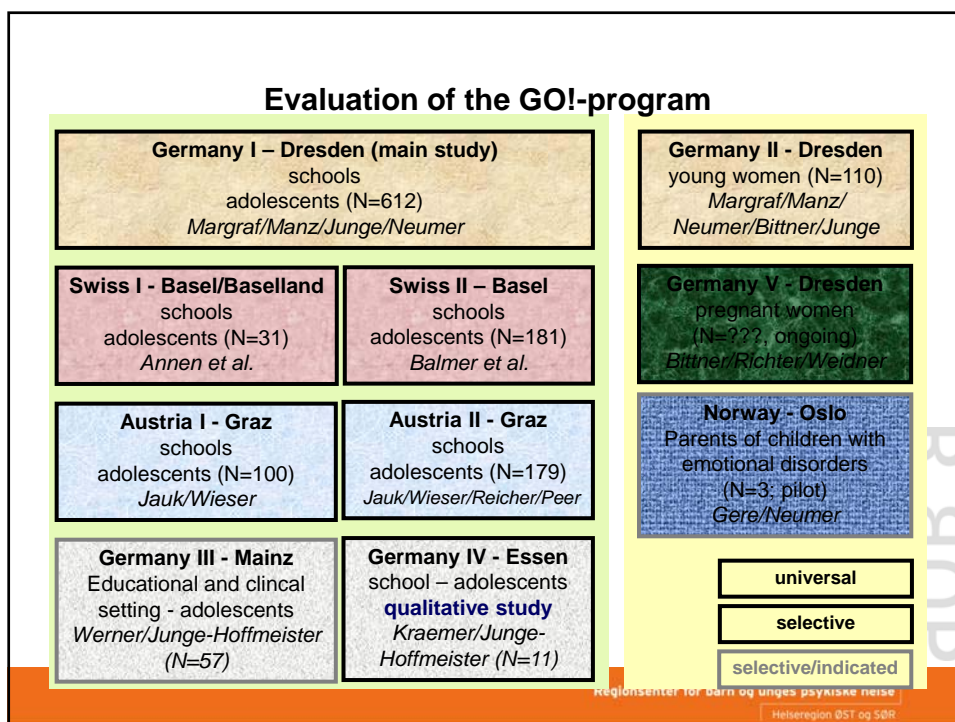 Evaluation of the GO!-program
Germany I – Dresden (main study)
schools
adolescents (N=612)
Margraf/Manz/Junge/Neumer
Swiss I - Basel/Baselland
schools
adolescents (N=31)
Annen et al.
Swiss II – Basel
schools
adolescents (N=181)
Balmer et al.
Austria I - Graz
schools
adolescents (N=100)
Jauk/Wieser
Austria II - Graz
schools
adolescents (N=179)
Jauk/Wieser/Reicher/Peer
Germany III - Mainz
Educational and clincal
setting - adolescents
Werner/Junge-Hoffmeister
(N=57)
Germany IV - Essen
school – adolescents
qualitative study
Kraemer/Junge-
Hoffmeister (N=11)
Germany II - Dresden
young women (N=110)
Margraf/Manz/
Neumer/Bittner/Junge
Germany V - Dresden
pregnant women
(N=???, ongoing)
Bittner/Richter/Weidner
Norway - Oslo
Parents of children with
emotional disorders
(N=3; pilot)
Gere/Neumer
universal
selective
selective/indicated
Regionsenter for barn og unges psykiske helse
Helseregion ØST og SØR